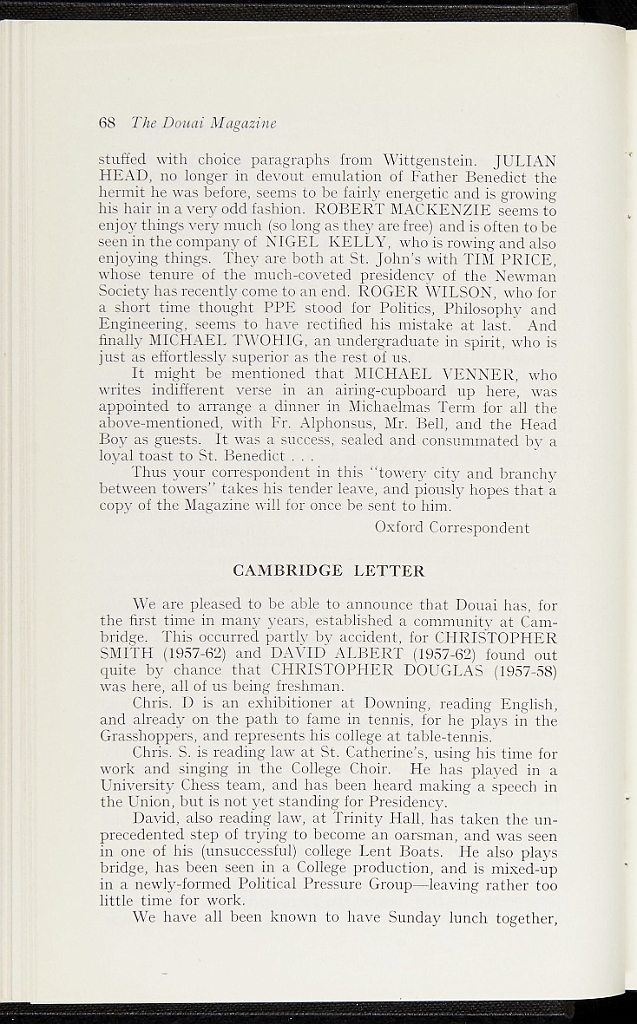 68 The Douai Magazine
stuffed with choice paragraphs from Wittgenstein. JULIAN
HEAD, no longer in devout emulation of Father Benedict the
hermit he was before, seems to be fairly energetic and is growing
his hair in a very odd fashion. ROBERT MACKENZIE seems to
enjoy things very much (so long as they are free) and is often to be
seen in the company of NIGEL KELLY, who is rowing and also
enjoying things. They are both at St. John's with TIM PRICE,
whose tenure of the much-coveted presidency of the Newman
Society has recently come to an end. ROGER WILSON, who for
a short time thought PPE stood for Politics, Philosophy and
Engineering, seems to have rectified his mistake at last. And
finally MICHAEL TWOHIG, an undergraduate in spirit, who is
just as effortlessly superior as the rest of us.
It might be mentioned that MICHAEL VENNER, who
writes indifferent verse in an airing-cupboard up here, was
appointed to arrange a dinner in Michaelmas Term for all the
above-mentioned, with Fr. Alphonsus, Mr. Bell, and the Head
Boy as guests. It was a success, sealed and consummated by a
loyal toast to St. Benedict . . .
Thus your correspondent in this "towery city and branchy
between towers" takes his tender leave, and piously hopes that a
copy of the Magazine will for once be sent to him.
Oxford Correspondent
CAMBRIDGE LETTER
We are pleased to be able to announce that Douai has, for
the first time in many years, established a community at Cam-
bridge. This occurred partly by accident, for CHRISTOPHER
SMITH (1957-62) and DAVID ALBERT (1957-62) found out
quite by chance that CHRISTOPHER DOUGLAS (1957-58)
was here, all of us being freshman.
Chris. D is an exhibitioner at Downing, reading English,
and already on the path to fame in tennis, for he plays in the
Grasshoppers, and represents his college at table-tennis.
Chris. S. is reading law at St. Catherine's, using his time for
work and singing in the College Choir. He has played in a
University Chess team, and has been heard making a speech in
the Union, but is not yet standing for Presidency.
David, also reading law, at Trinity Hall, has taken the un-
precedented step of trying to become an oarsman, and was seen
in one of his (unsuccessful) college Lent Boats. He also plays
bridge, has been seen in a College production, and is mixed-up
in a newly-formed Political Pressure Group—leaving rather too
little time for work.
We have all been known to have Sunday lunch together,